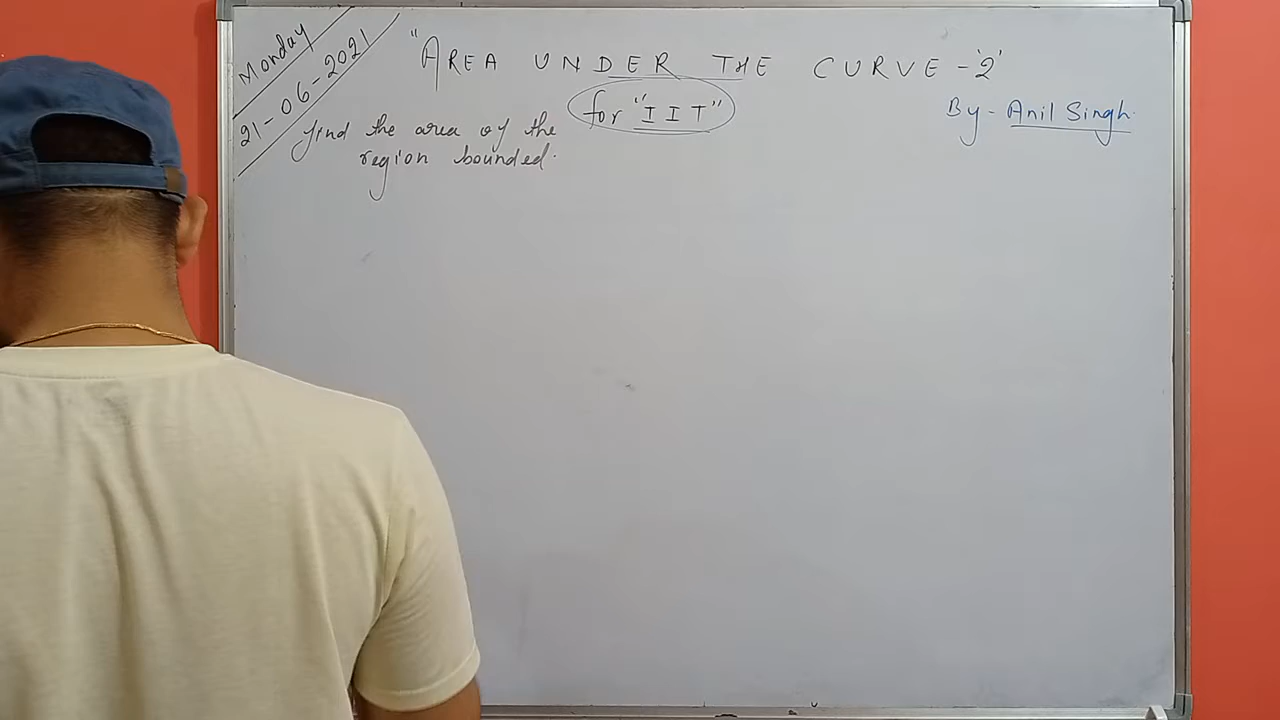 Monday
21-06-2021
"AREA UNDER THE CURVE -'2'
for "IIT"
By - Anil Singh.
find the area of the
region bounded.